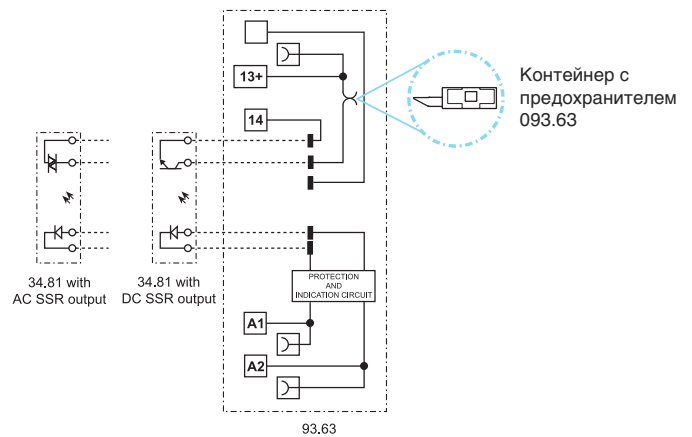 13+
14
Контейнер с
предохранителем
093.63
34.81 with
AC SSR output
34.81 with
DC SSR output
PROTECTION
AND
INDICATION CIRCUIT
A1
A2
93.63